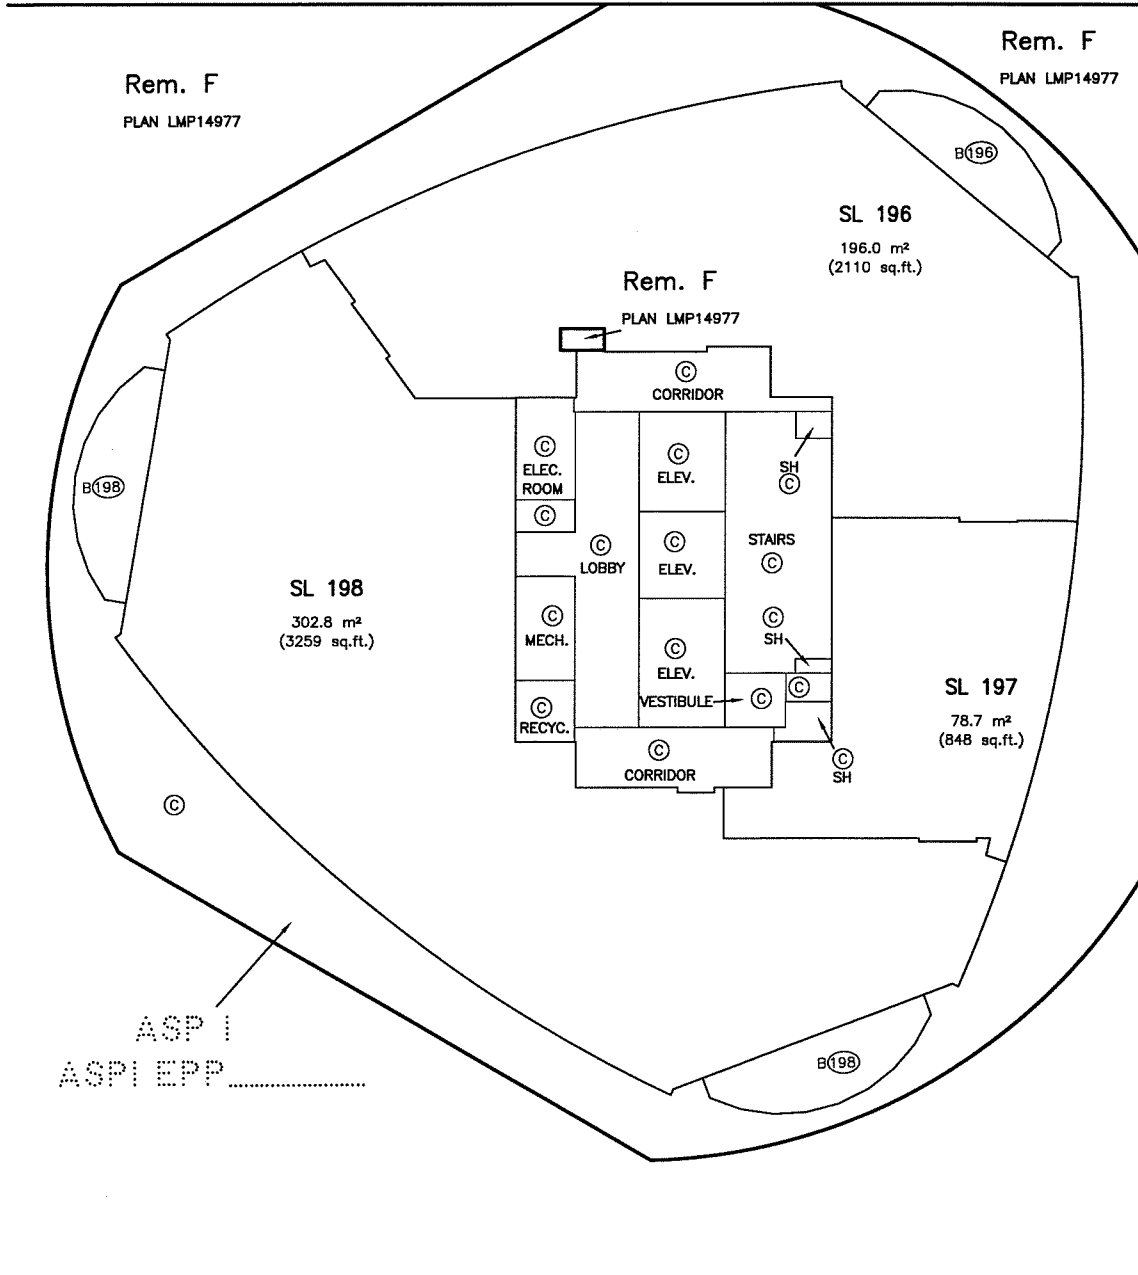 Rem. F
PLAN LMP14977
Rem. F
PLAN LMP14977
B196
SL 196
196.0 m²
(2110 sq.ft.)
Rem. F
PLAN LMP14977
C
CORRIDOR
C
ELEC.
ROOM
C
C
ELEV.
SH
C
B198
C
LOBBY
C
ELEV.
STAIRS
C
SL 198
302.8 m²
(3259 sq.ft.)
C
MECH.
C
ELEV.
C
SH
C
RECYC.
VESTIBULE
C
C
SL 197
78.7 m²
(848 sq.ft.)
C
CORRIDOR
C
SH
C
ASP 1
ASP1 EPP
B198